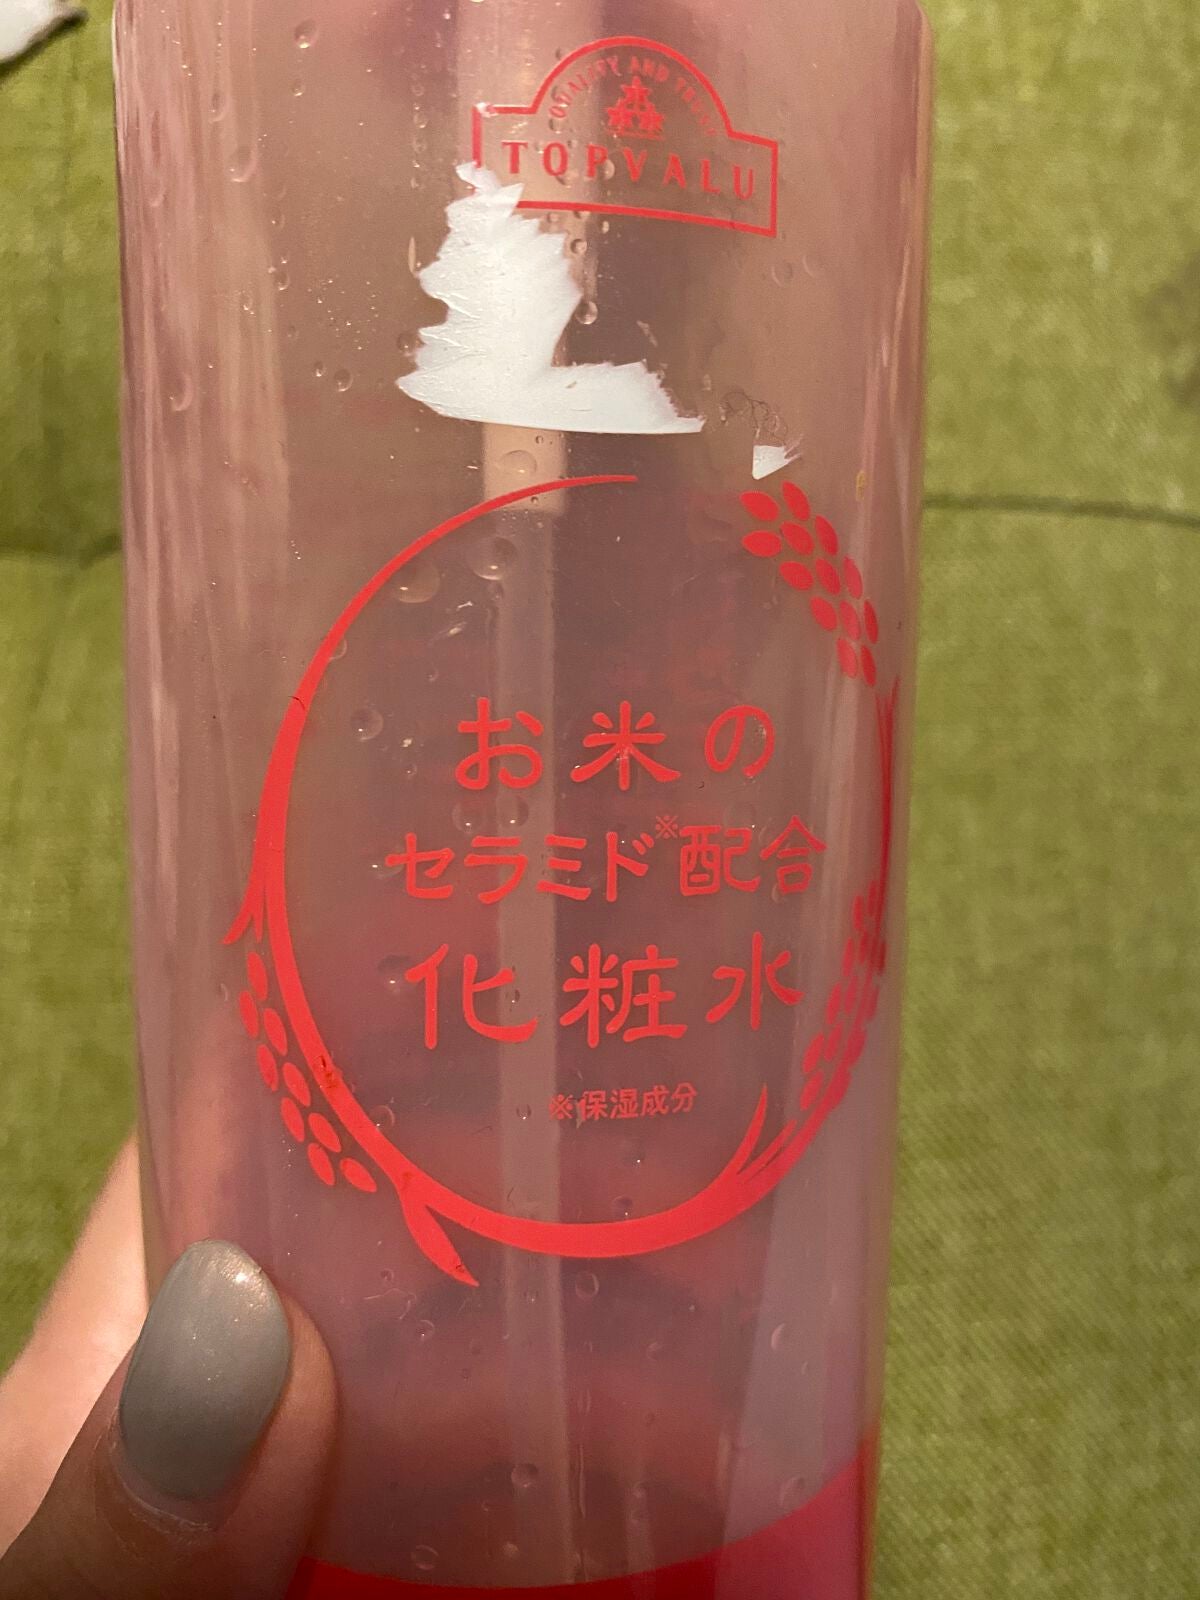 QUALITY AND TRUST
TOPVALU
お米の
セラミド※配合
化粧水
※保湿成分